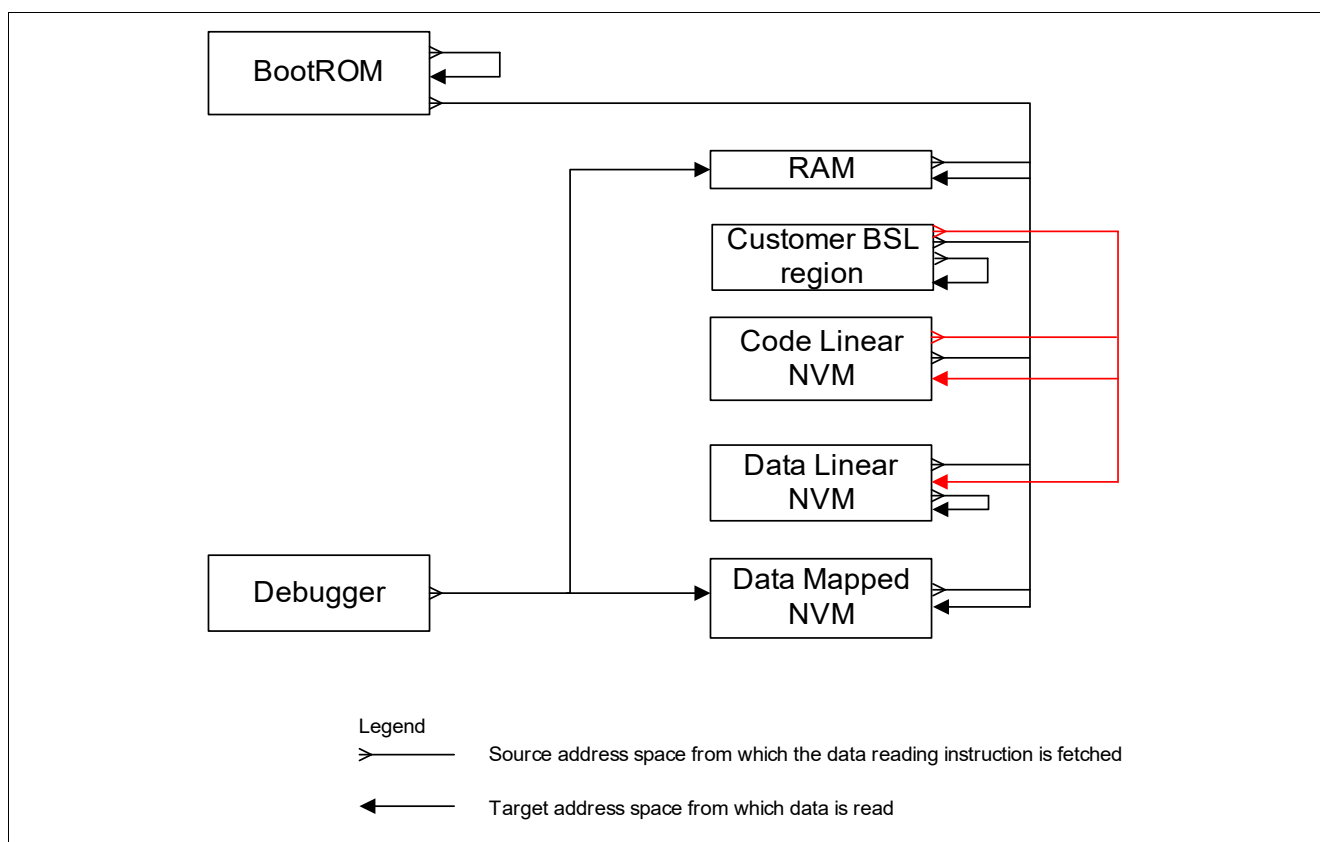 BootROM
RAM
Customer BSL
region
Code Linear
NVM
Data Linear
NVM
Debugger
Data Mapped
NVM
Legend
Source address space from which the data reading instruction is fetched
Target address space from which data is read